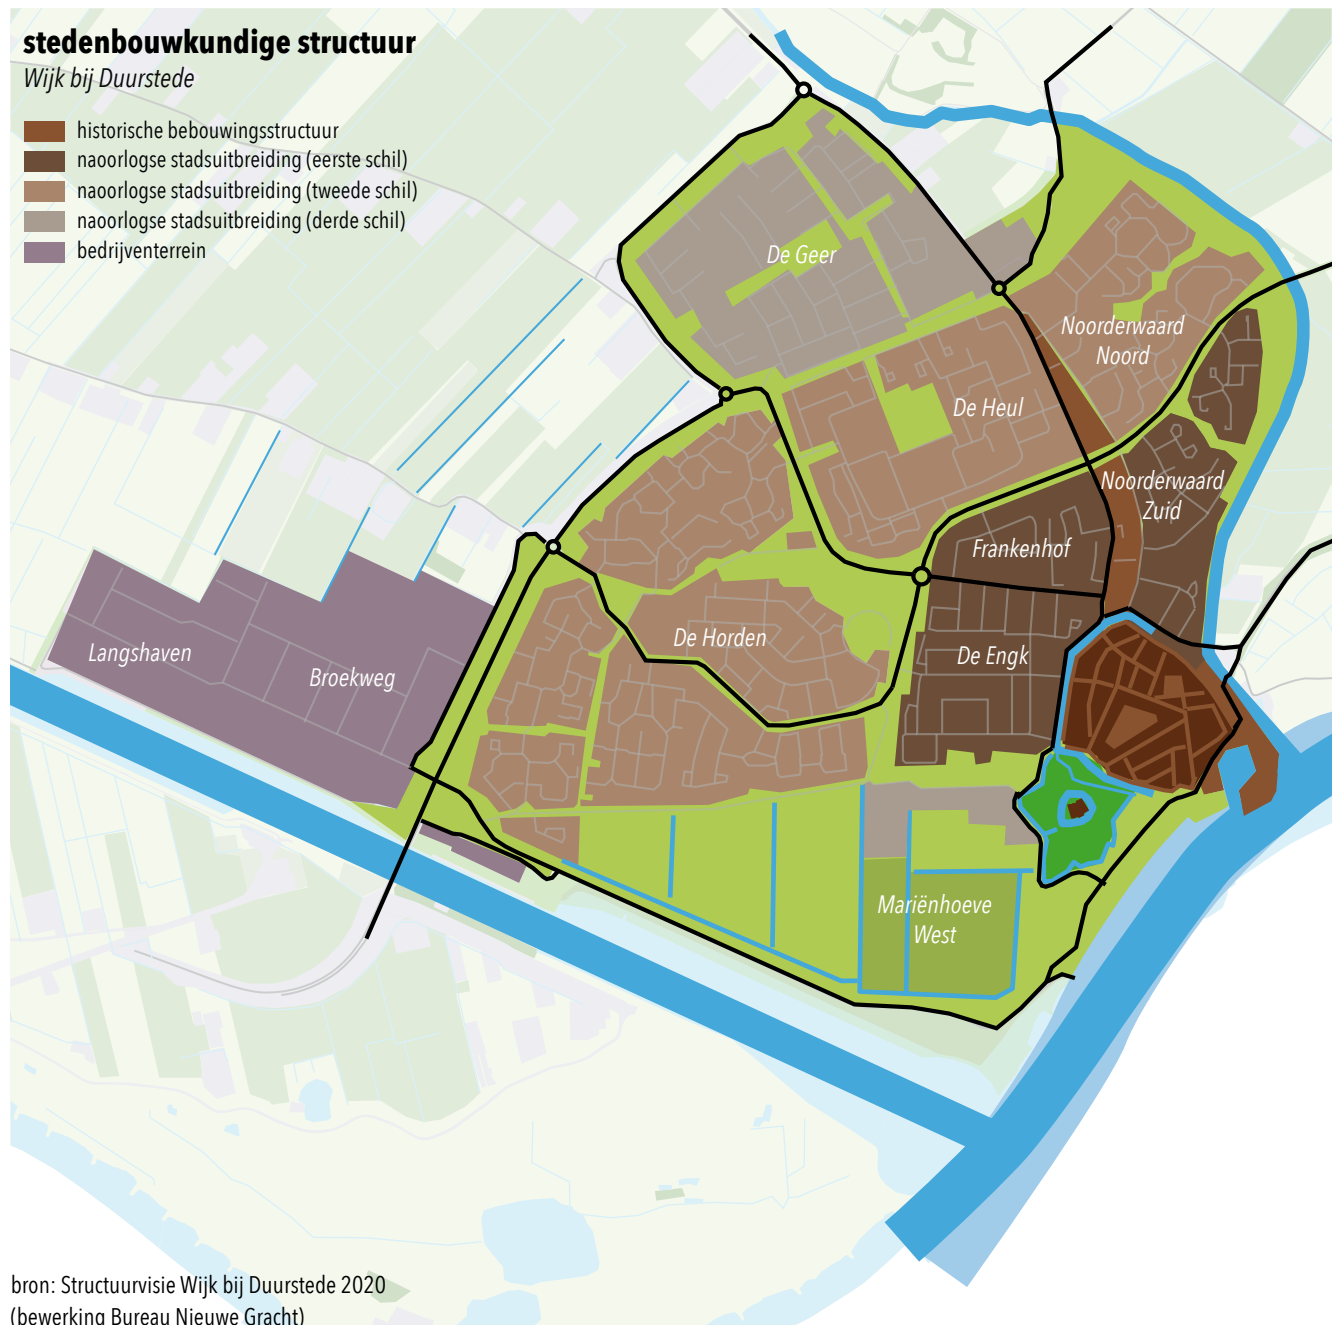 stedenbouwkundige structuur
Wijk bij Duurstede
historische bebouwingsstructuur
naoorlogse stadsuitbreiding (eerste schil)
naoorlogse stadsuitbreiding (tweede schil)
naoorlogse stadsuitbreiding (derde schil)
bedrijventerrein
De Geer
Noorderwaard
Noord
De Heul
Noorderwaard
Zuid
Frankenhof
De Horden
De Engk
Langshaven
Broekweg
Mariënhoeve
West
bron: Structuurvisie Wijk bij Duurstede 2020
(bewerking Bureau Nieuwe Gracht)